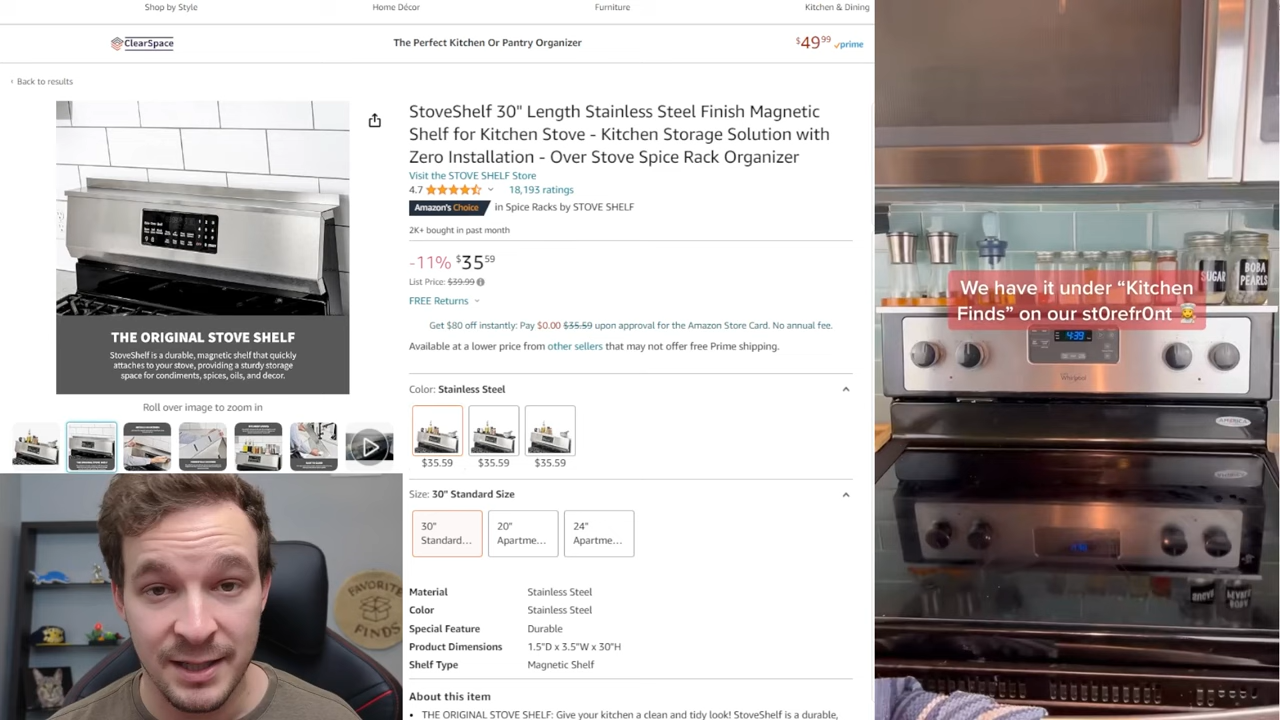 Shop by Style
Home Décor
Furniture
Kitchen & Dining
ClearSpace
The Perfect Kitchen Or Pantry Organizer
$49 99 prime
‹ Back to results
StoveShelf 30" Length Stainless Steel Finish Magnetic
Shelf for Kitchen Stove - Kitchen Storage Solution with
Zero Installation - Over Stove Spice Rack Organizer
Visit the STOVE SHELF Store
4.7 18,193 ratings
Amazon's Choice in Spice Racks by STOVE SHELF
2K+ bought in past month
-11% $35 59
List Price: $39.99
FREE Returns
Get $80 off instantly: Pay $0.00 $35.59 upon approval for the Amazon Store Card. No annual fee.
Available at a lower price from other sellers that may not offer free Prime shipping.
THE ORIGINAL STOVE SHELF
StoveShelf is a durable, magnetic shelf that quickly
attaches to your stove, providing a sturdy storage
space for condiments, spices, oils, and decor.
Roll over image to zoom in
Color: Stainless Steel
$35.59
$35.59
$35.59
Size: 30" Standard Size
30"
Standard...
20"
Apartme...
24"
Apartme...
Material Stainless Steel
Color Stainless Steel
Special Feature Durable
Product Dimensions 1.5"D x 3.5"W x 30"H
Shelf Type Magnetic Shelf
About this item
• THE ORIGINAL STOVE SHELF: Give your kitchen a clean and tidy look! StoveShelf is a durable,
FAVORITE
FINDS
SUGAR
BOBA
PEARLS
We have it under “Kitchen
Finds” on our st0refr0nt
4:39
Whirlpool
AMERICA